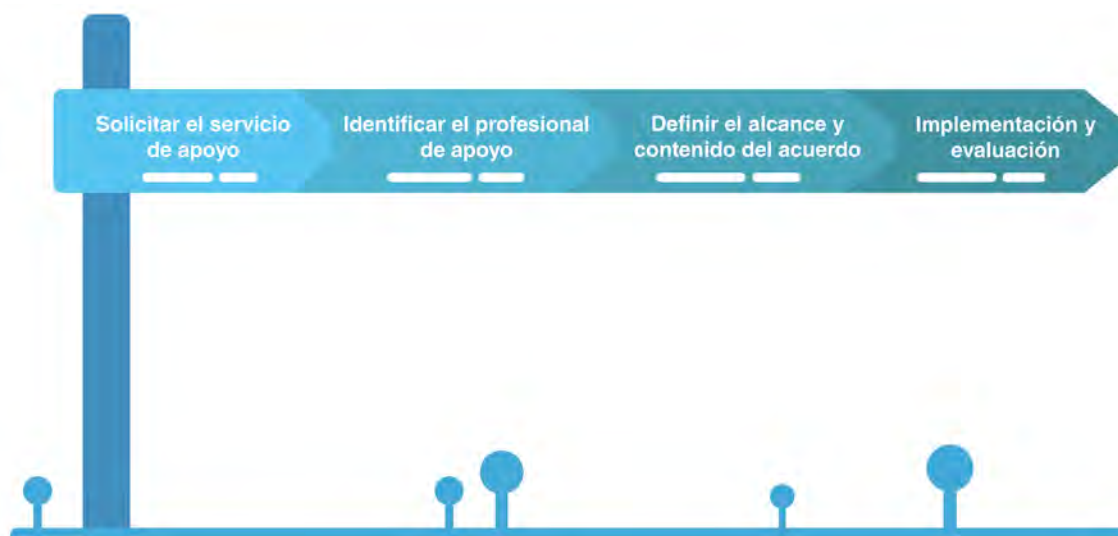 Solicitar el servicio
de apoyo
Identificar el profesional
de apoyo
Definir el alcance y
contenido del acuerdo
Implementación y
evaluación